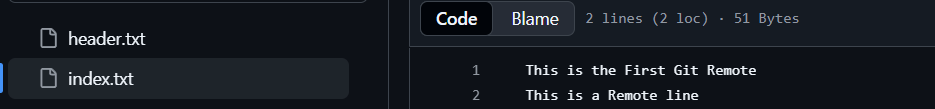 Code Blame 2 lines (2 loc) · 51 Bytes
header.txt
index.txt
1 This is the First Git Remote
2 This is a Remote line